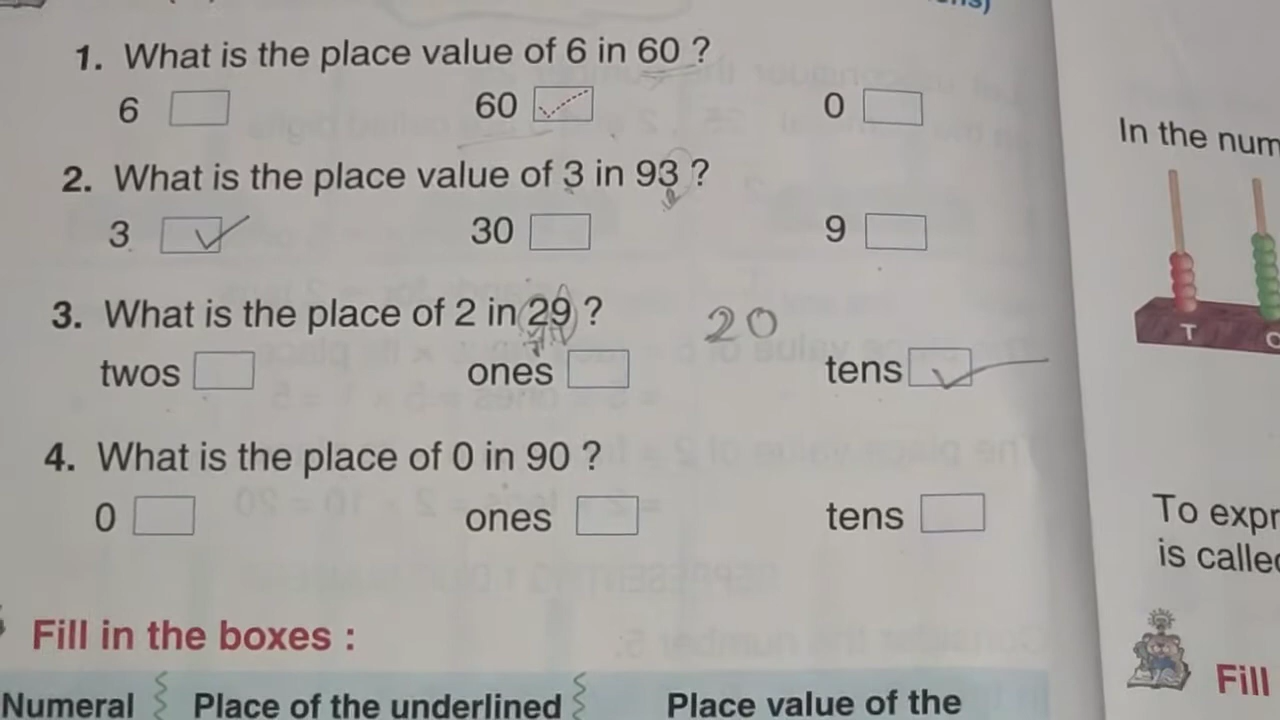 1. What is the place value of 6 in 60 ?
6 60 0
2. What is the place value of 3 in 93 ?
3 30 9
3. What is the place of 2 in 29 ?
20
twos ones tens
4. What is the place of 0 in 90 ?
0 ones tens
Fill in the boxes :
Numeral Place of the underlined Place value of the
In the num
T
To expr
is called
Fill